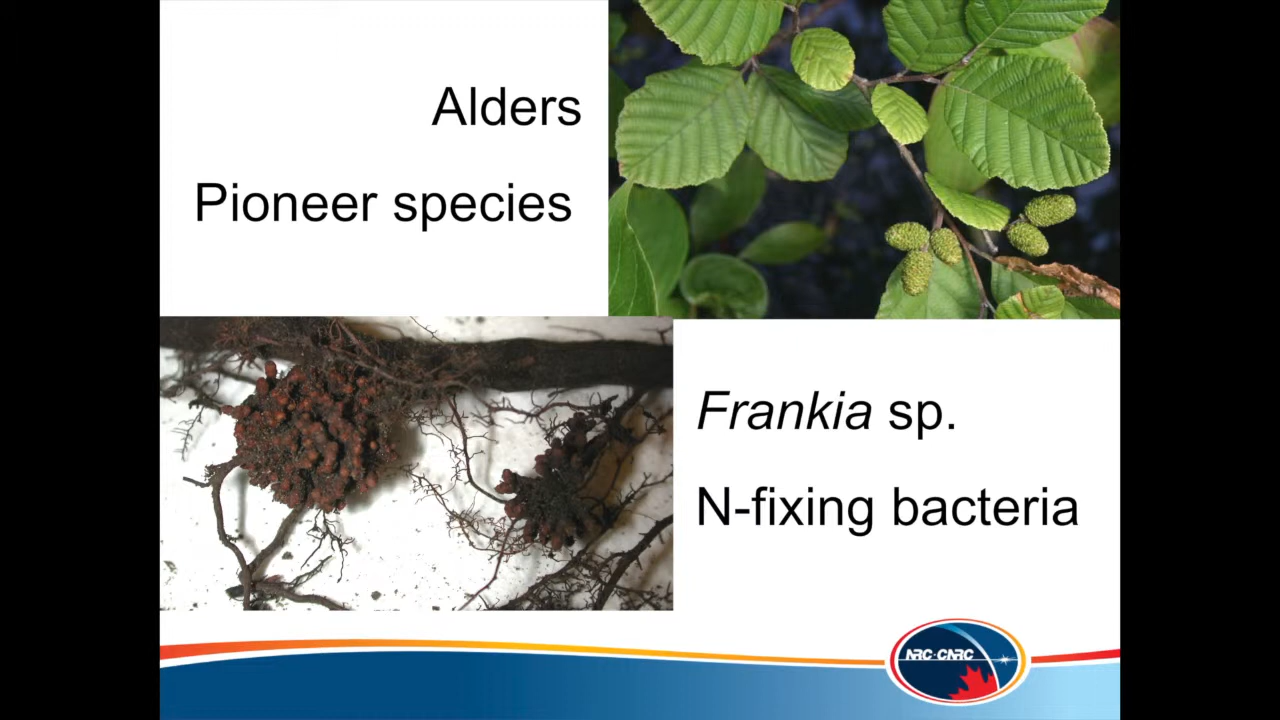 Alders
Pioneer species
Frankia sp.
N-fixing bacteria
NRC·CNRC